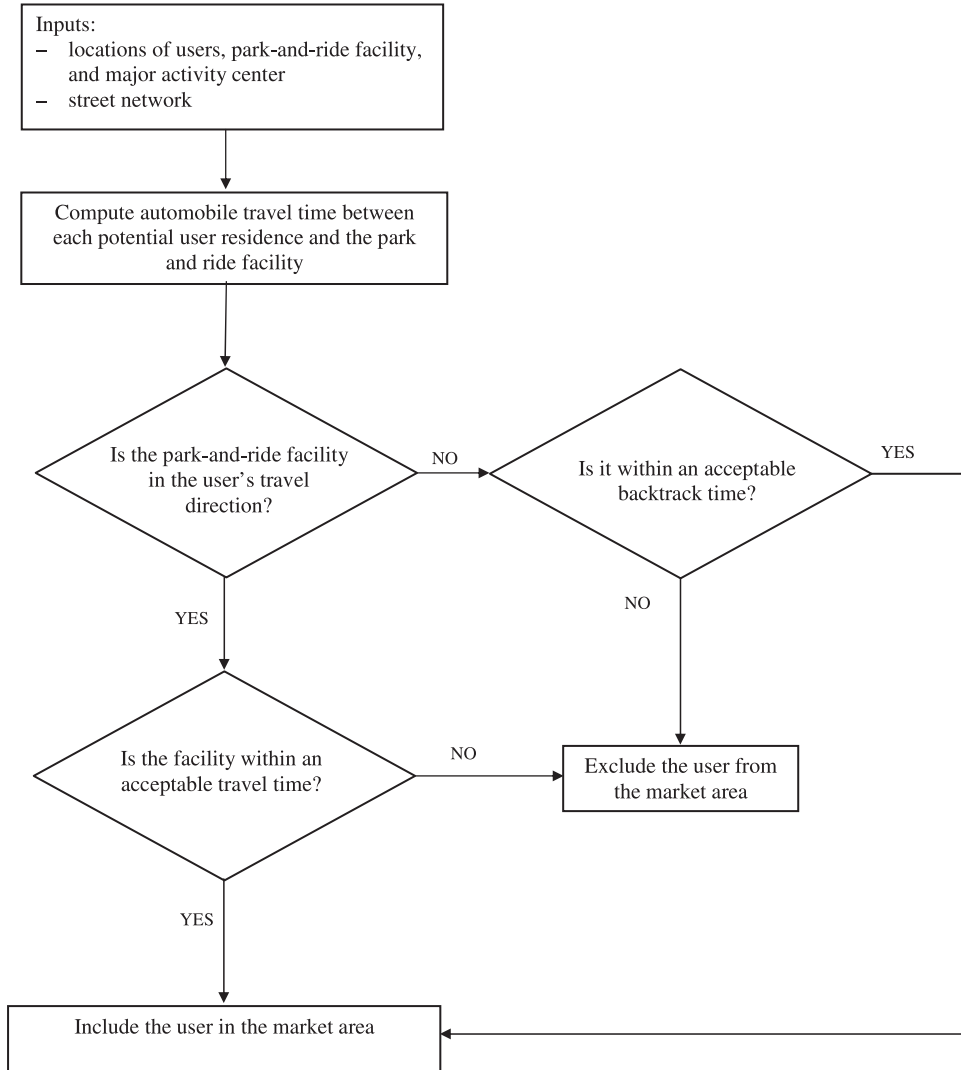 Inputs:
– locations of users, park-and-ride facility,
and major activity center
– street network
Compute automobile travel time between
each potential user residence and the park
and ride facility
Is the park-and-ride facility
in the user’s travel
direction?
NO
Is it within an acceptable
backtrack time?
YES
YES
NO
Is the facility within an
acceptable travel time?
NO
Exclude the user from
the market area
YES
Include the user in the market area